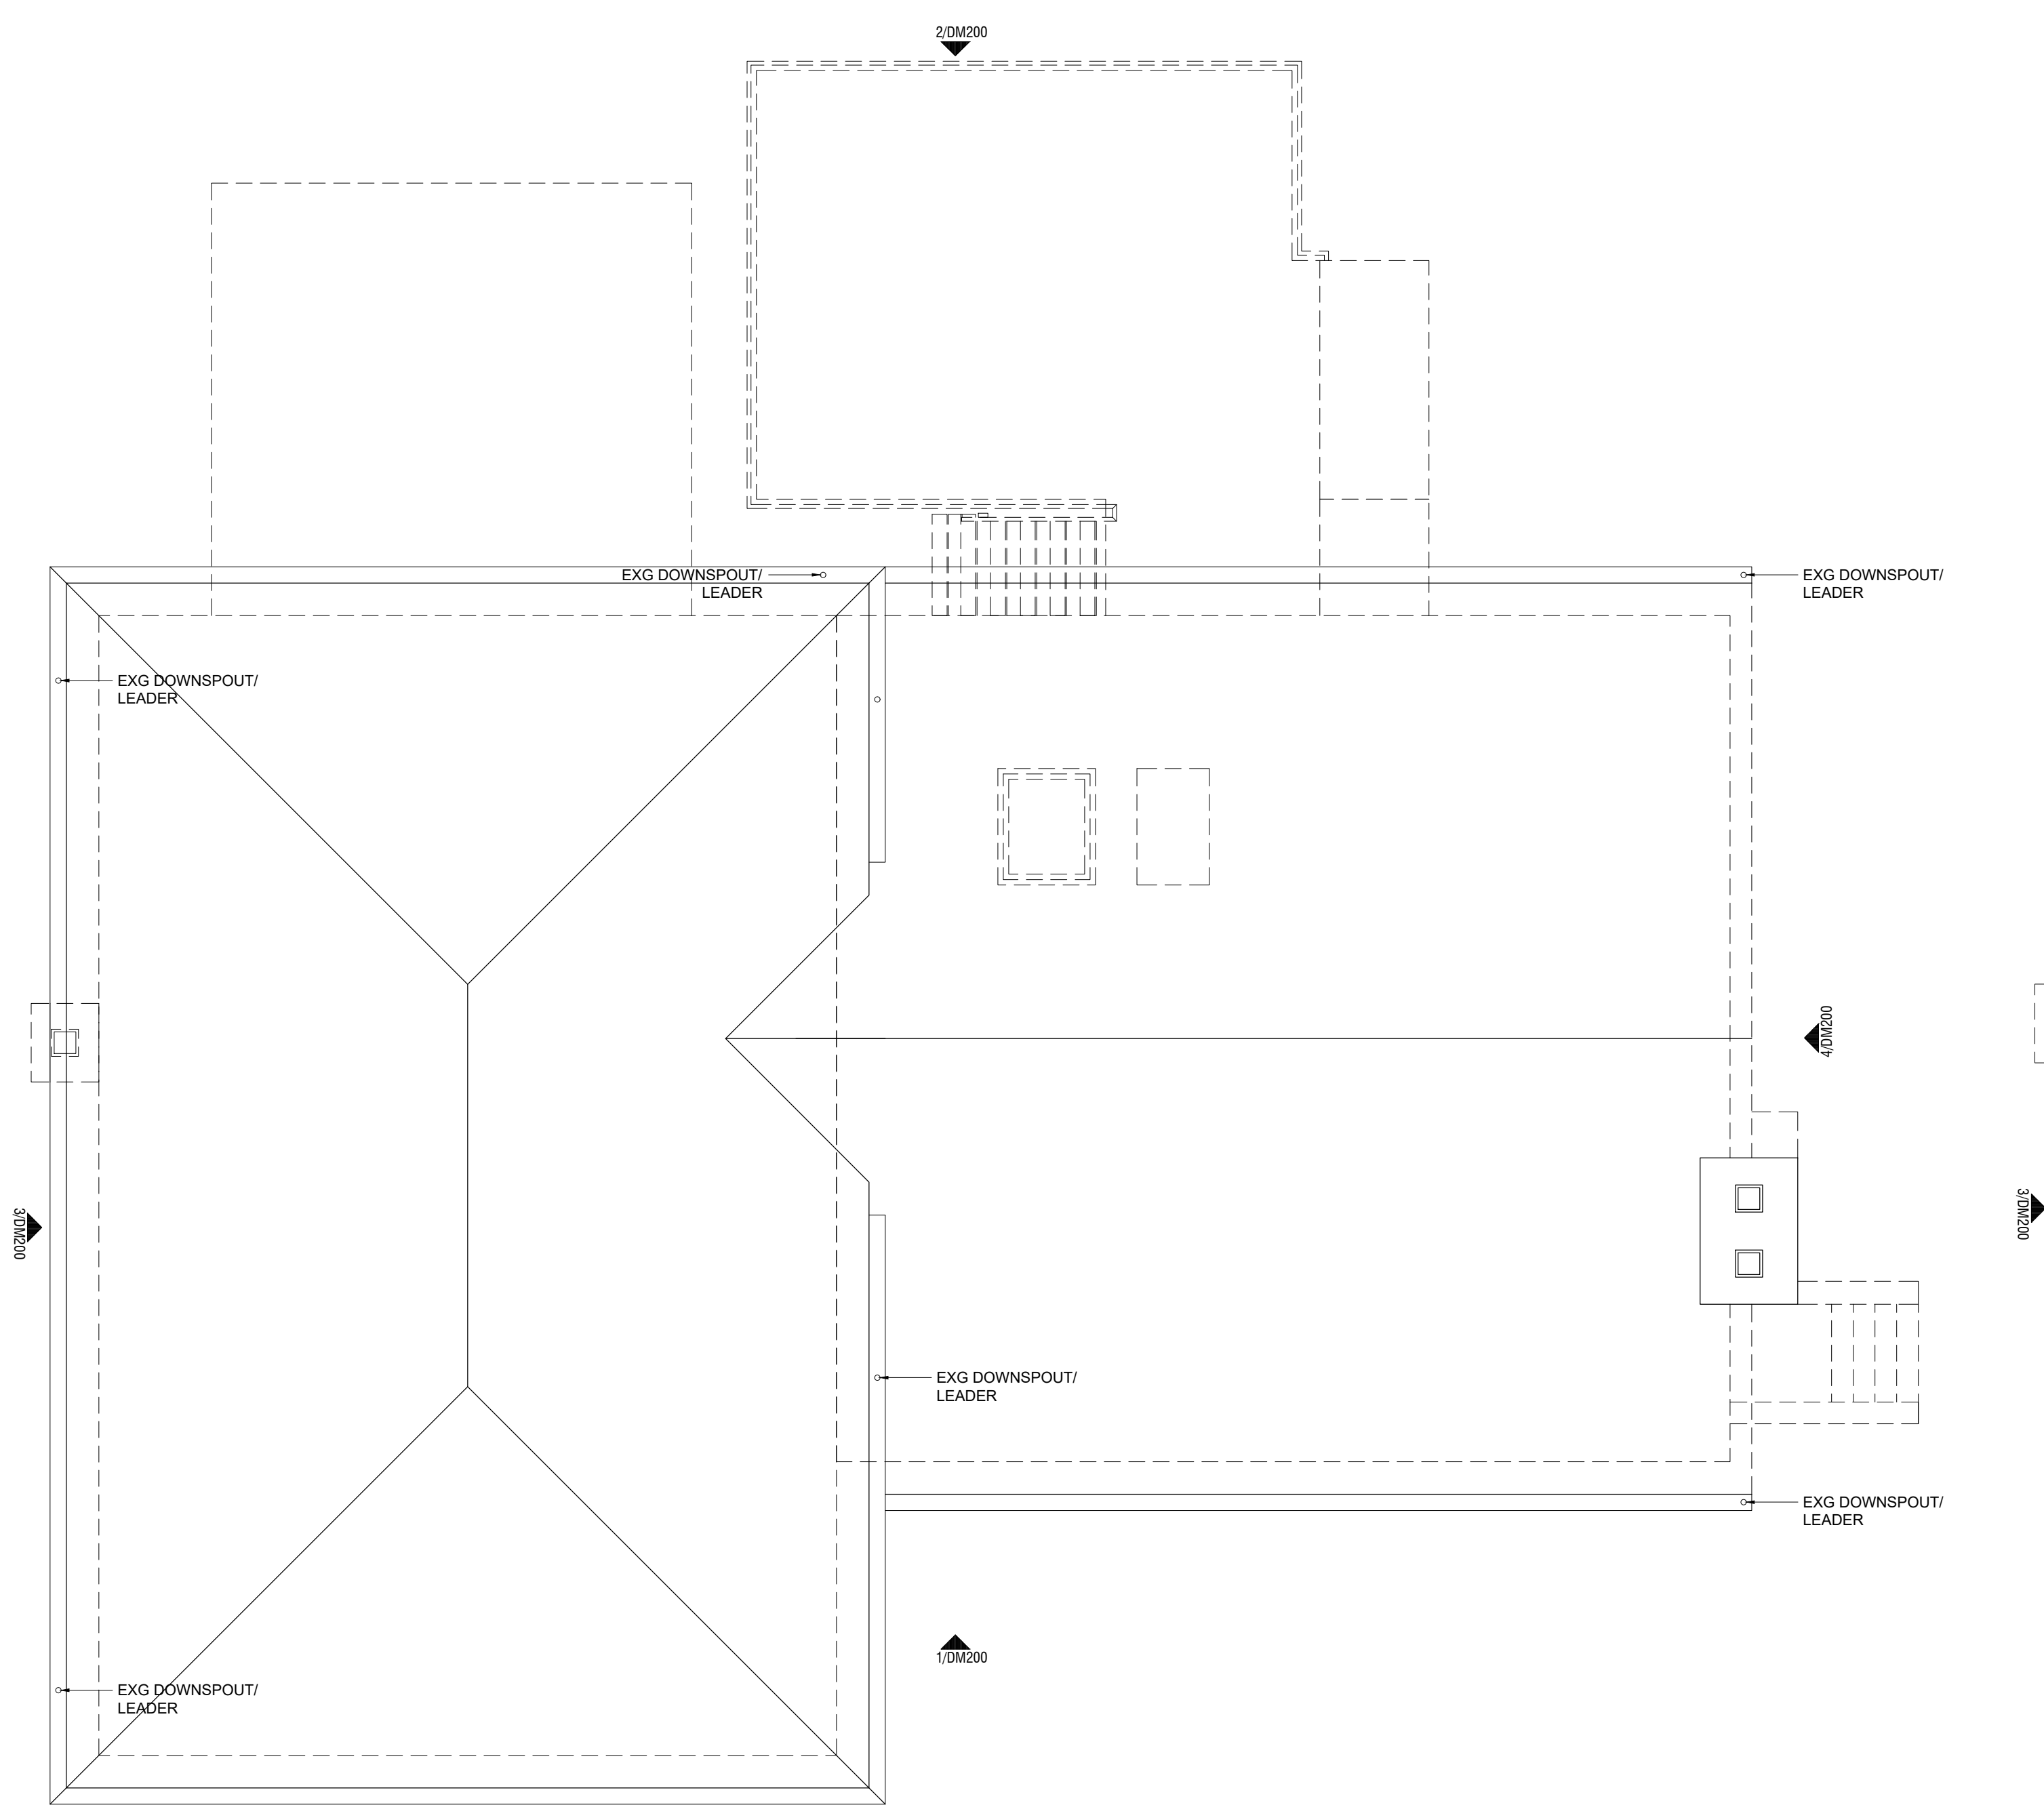 2/DM200
EXG DOWNSPOUT/
LEADER
EXG DOWNSPOUT/
LEADER
EXG DOWNSPOUT/
LEADER
4/DM200
3/DM200
3/DM200
EXG DOWNSPOUT/
LEADER
EXG DOWNSPOUT/
LEADER
1/DM200
EXG DOWNSPOUT/
LEADER